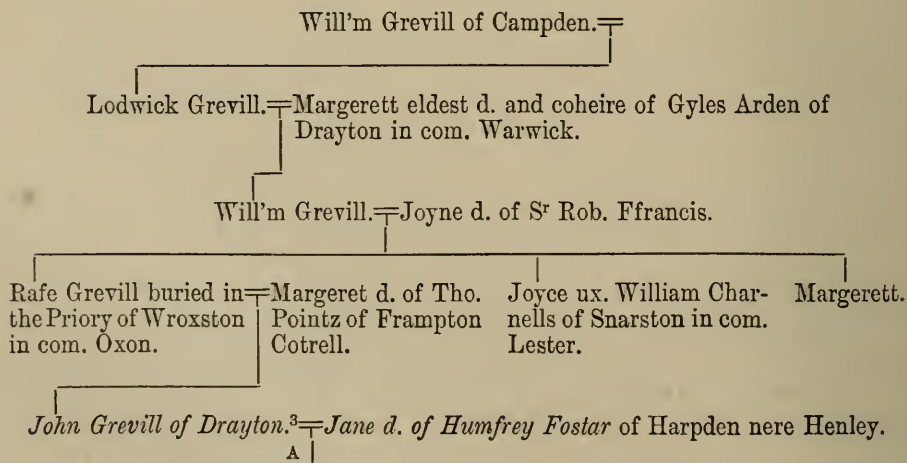 Will'm Grevill of Campden.
Lodwick Grevill. Margerett eldest d. and coheire of Gyles Arden of
Drayton in com. Warwick.
Will'm Grevill. Joyne d. of Sʳ Rob. Ffrancis.
Rafe Grevill buried in
the Priory of Wroxston
in com. Oxon.
Margeret d. of Tho.
Pointz of Frampton
Cotrell.
Joyce ux. William Char-
nells of Snarston in com.
Lester.
Margerett.
John Grevill of Drayton.³ Jane d. of Humfrey Fostar of Harpden nere Henley.
A